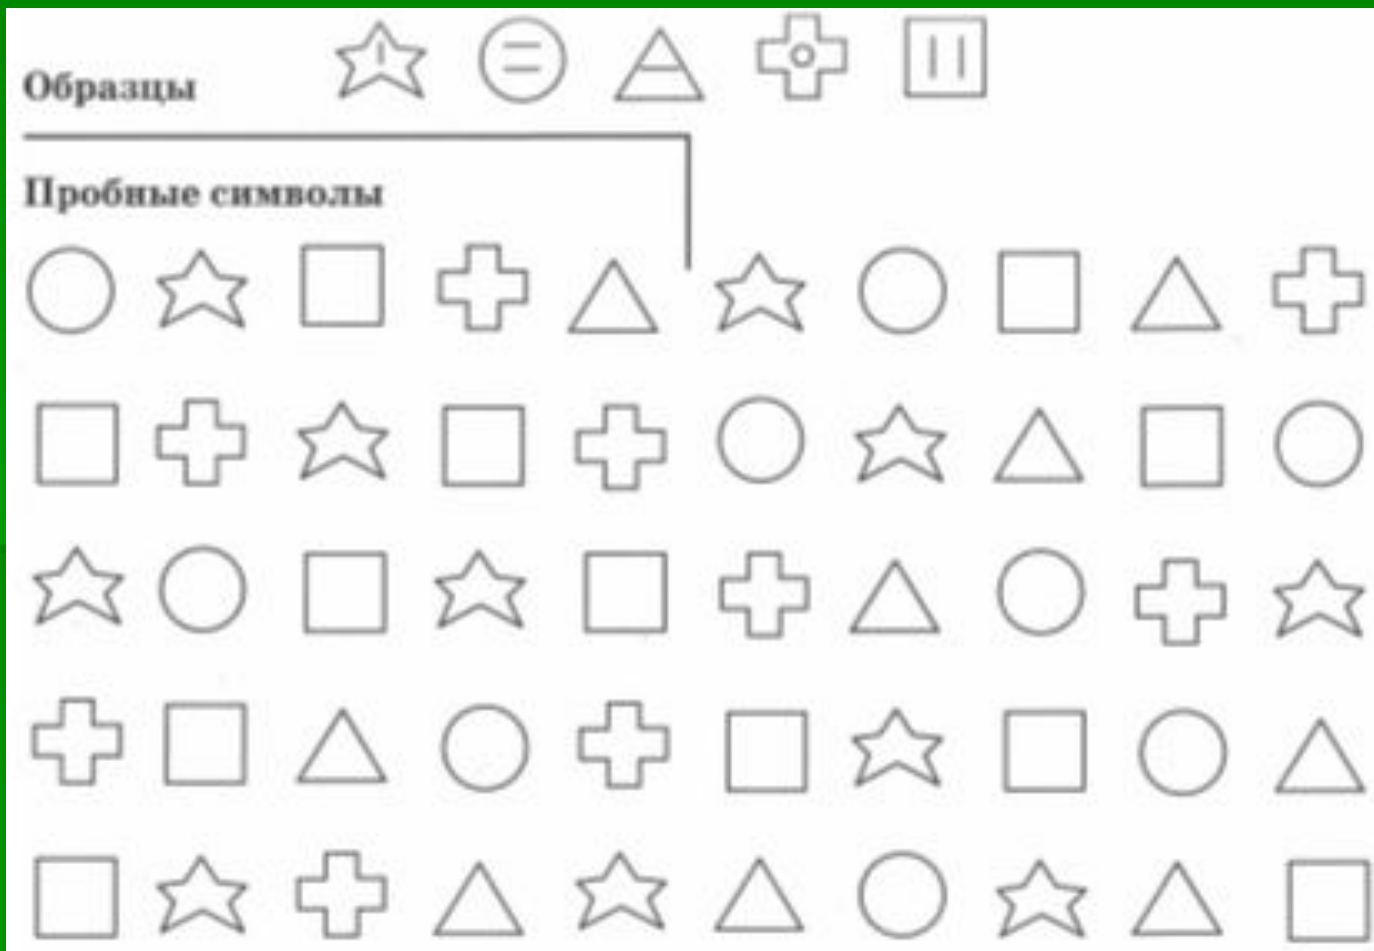 Образцы
Пробные символы